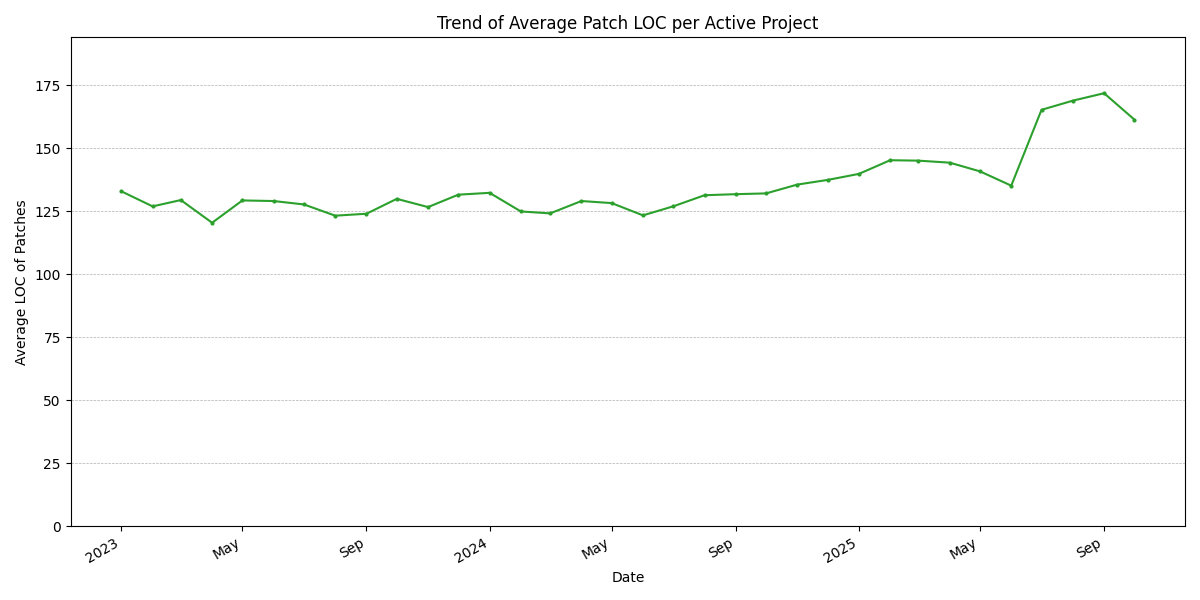 Trend of Average Patch LOC per Active Project
Average LOC of Patches
175
150
125
100
75
50
25
0
2023
May
Sep
2024
May
Sep
2025
May
Sep
Date